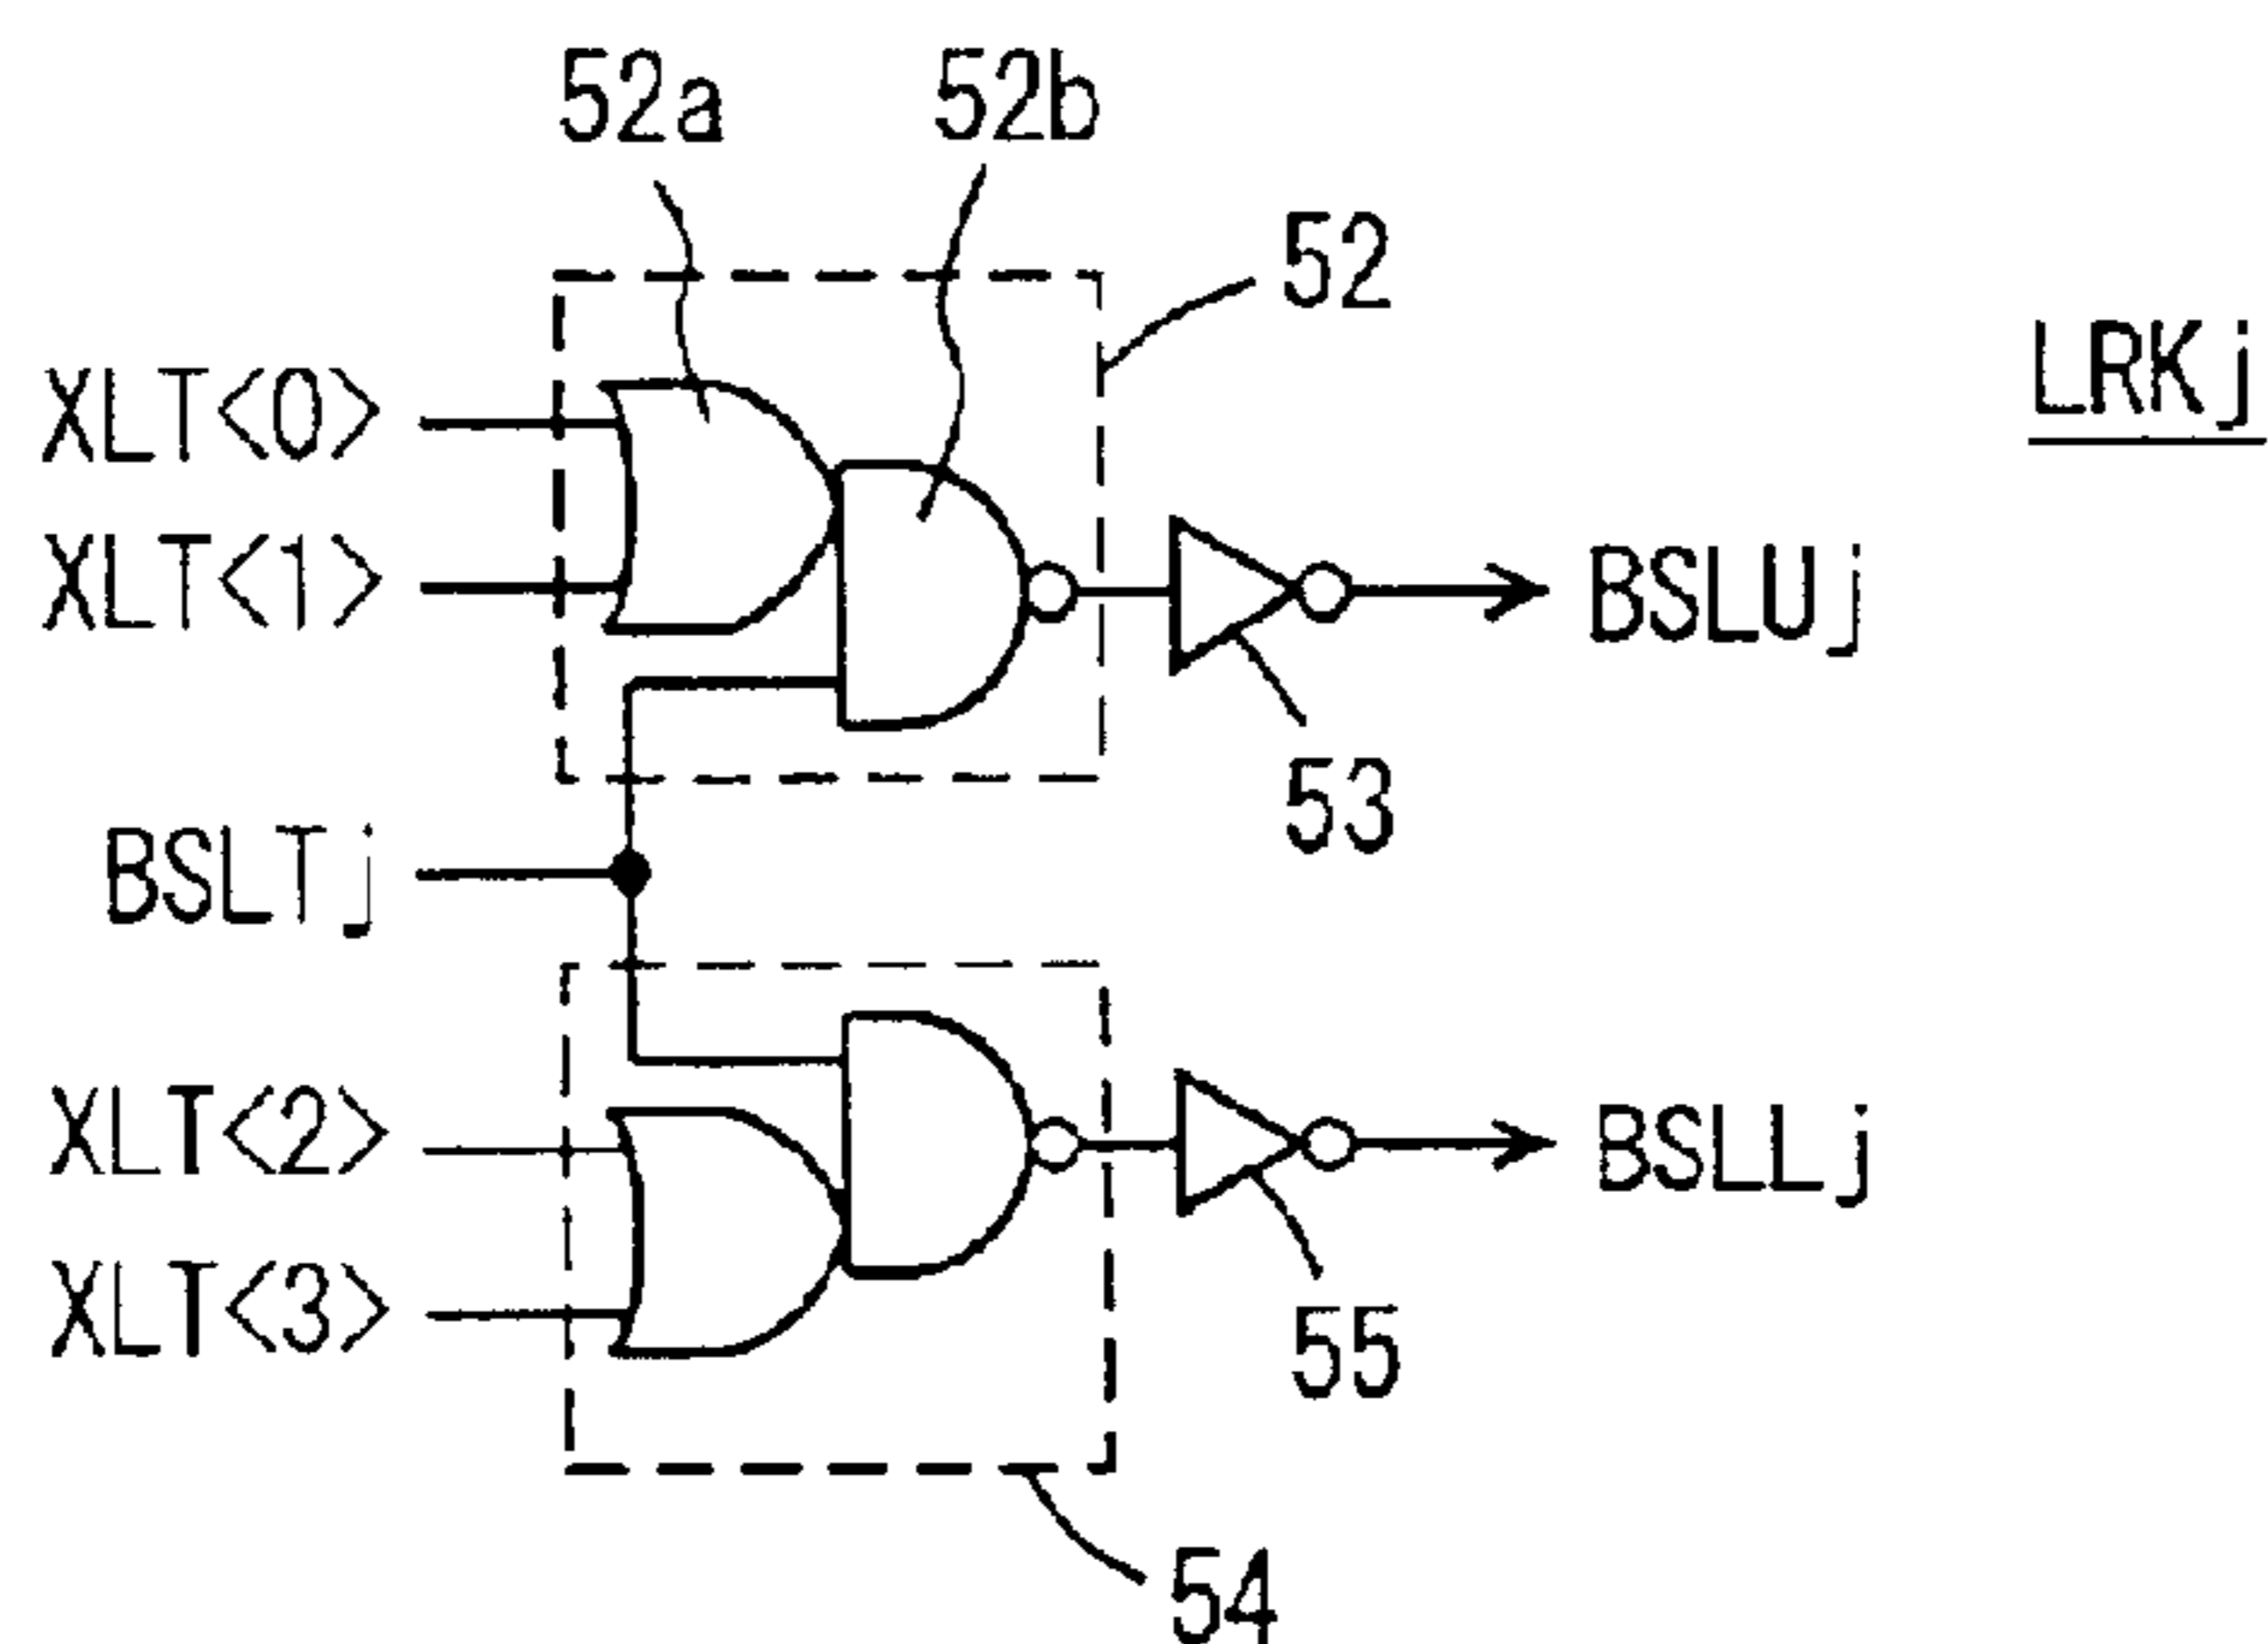 52a
52b
52
LRKj
XLT<0>
XLT<1>
BSLUj
53
BSLTj
XLT<2>
BSLLj
XLT<3>
55
54